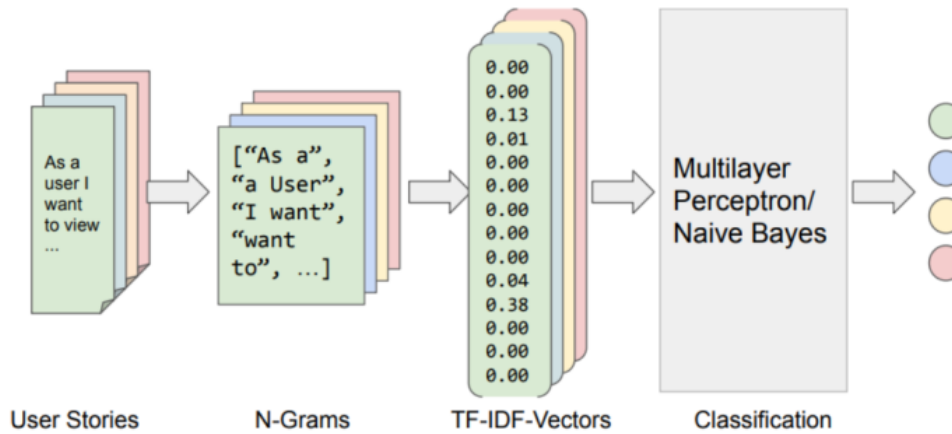 As a
user I
want
to view
...
[“As a”,
“a User”,
“I want”,
“want
to”, …]
0.00
0.00
0.13
0.01
0.00
0.00
0.00
0.00
0.00
0.04
0.38
0.00
0.00
0.00
Multilayer
Perceptron/
Naive Bayes
User Stories
N-Grams
TF-IDF-Vectors
Classification